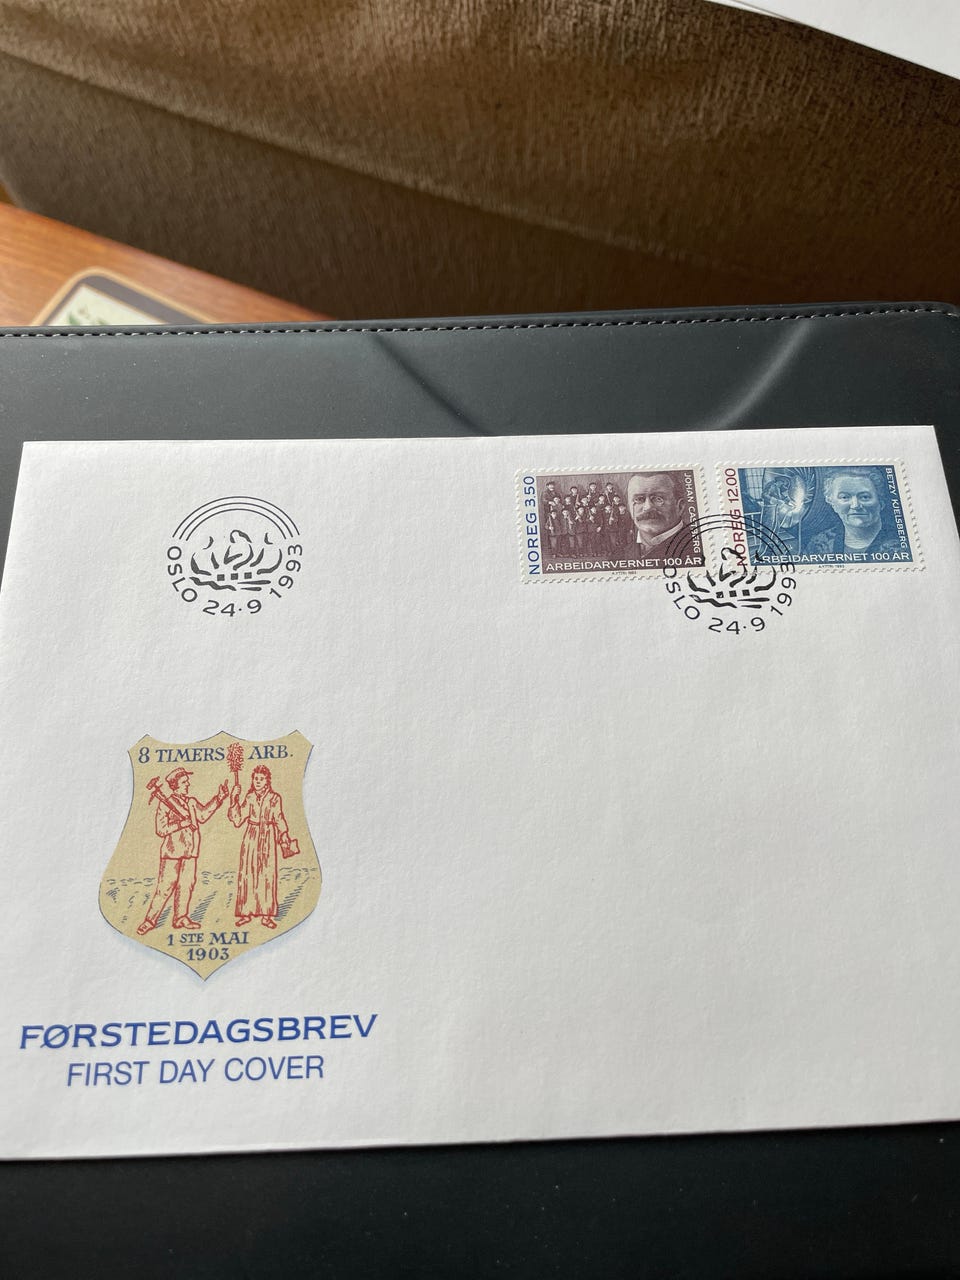 NOREG 3.50
JOHAN CASTBERG
ARBEIDARVERNET 100 ÅR
NOREG 12.00
BETZY KJELSBERG
ARBEIDARVERNET 100 ÅR
OSLO 24·9 1993
OSLO 24·9 1993
8 TIMERS ARB.
1 STE MAI
1903
FØRSTEDAGSBREV
FIRST DAY COVER